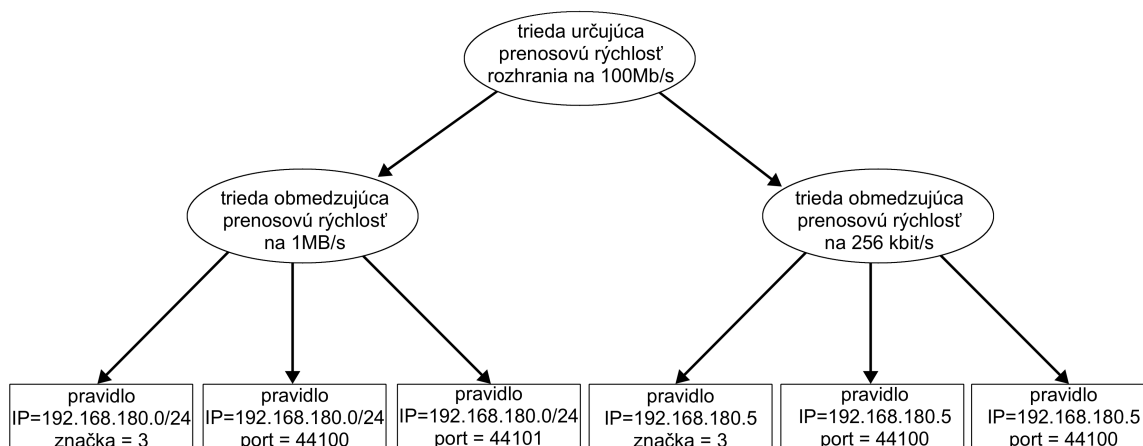 trieda určujúca
prenosovú rýchlosť
rozhrania na 100Mb/s
trieda obmedzujúca
prenosovú rýchlosť
na 1MB/s
trieda obmedzujúca
prenosovú rýchlosť
na 256 kbit/s
pravidlo
IP=192.168.180.0/24
značka = 3
pravidlo
IP=192.168.180.0/24
port = 44100
pravidlo
IP=192.168.180.0/24
port = 44101
pravidlo
IP=192.168.180.5
značka = 3
pravidlo
IP=192.168.180.5
port = 44100
pravidlo
IP=192.168.180.5
port = 44100